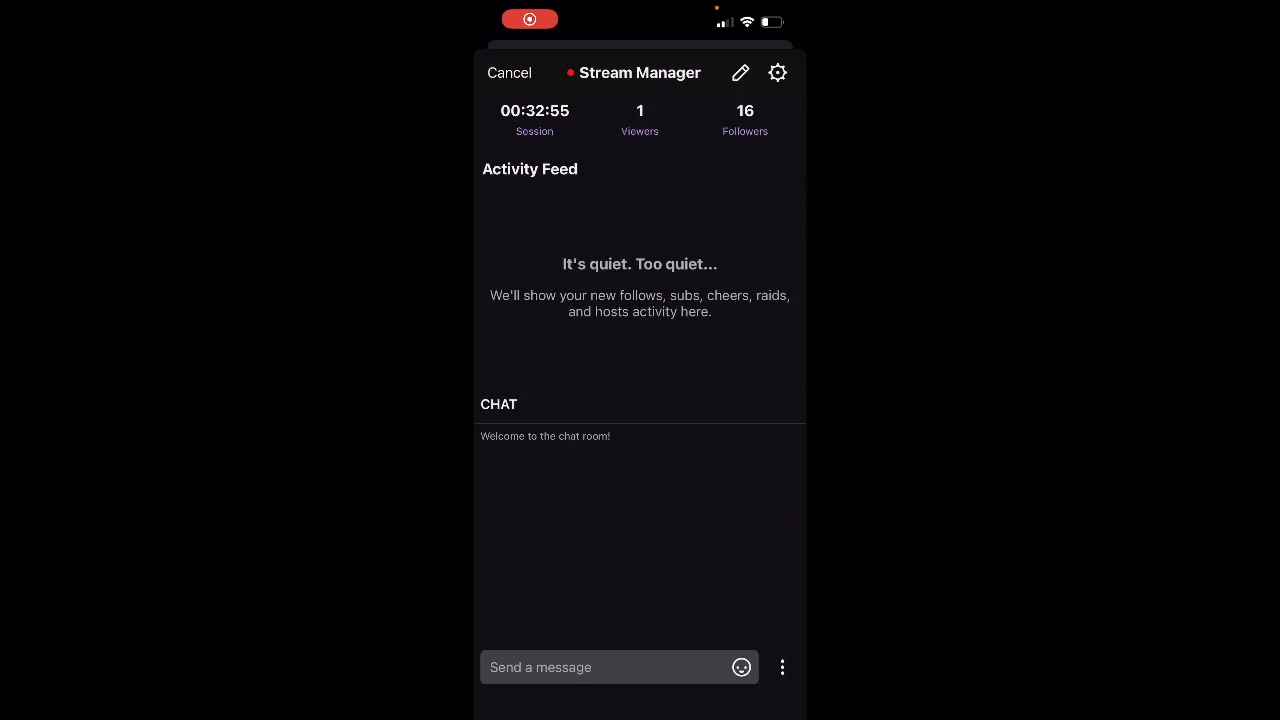 Cancel
Stream Manager
00:32:55
1
16
Session
Viewers
Followers
Activity Feed
It's quiet. Too quiet...
We'll show your new follows, subs, cheers, raids,
and hosts activity here.
CHAT
Welcome to the chat room!
Send a message